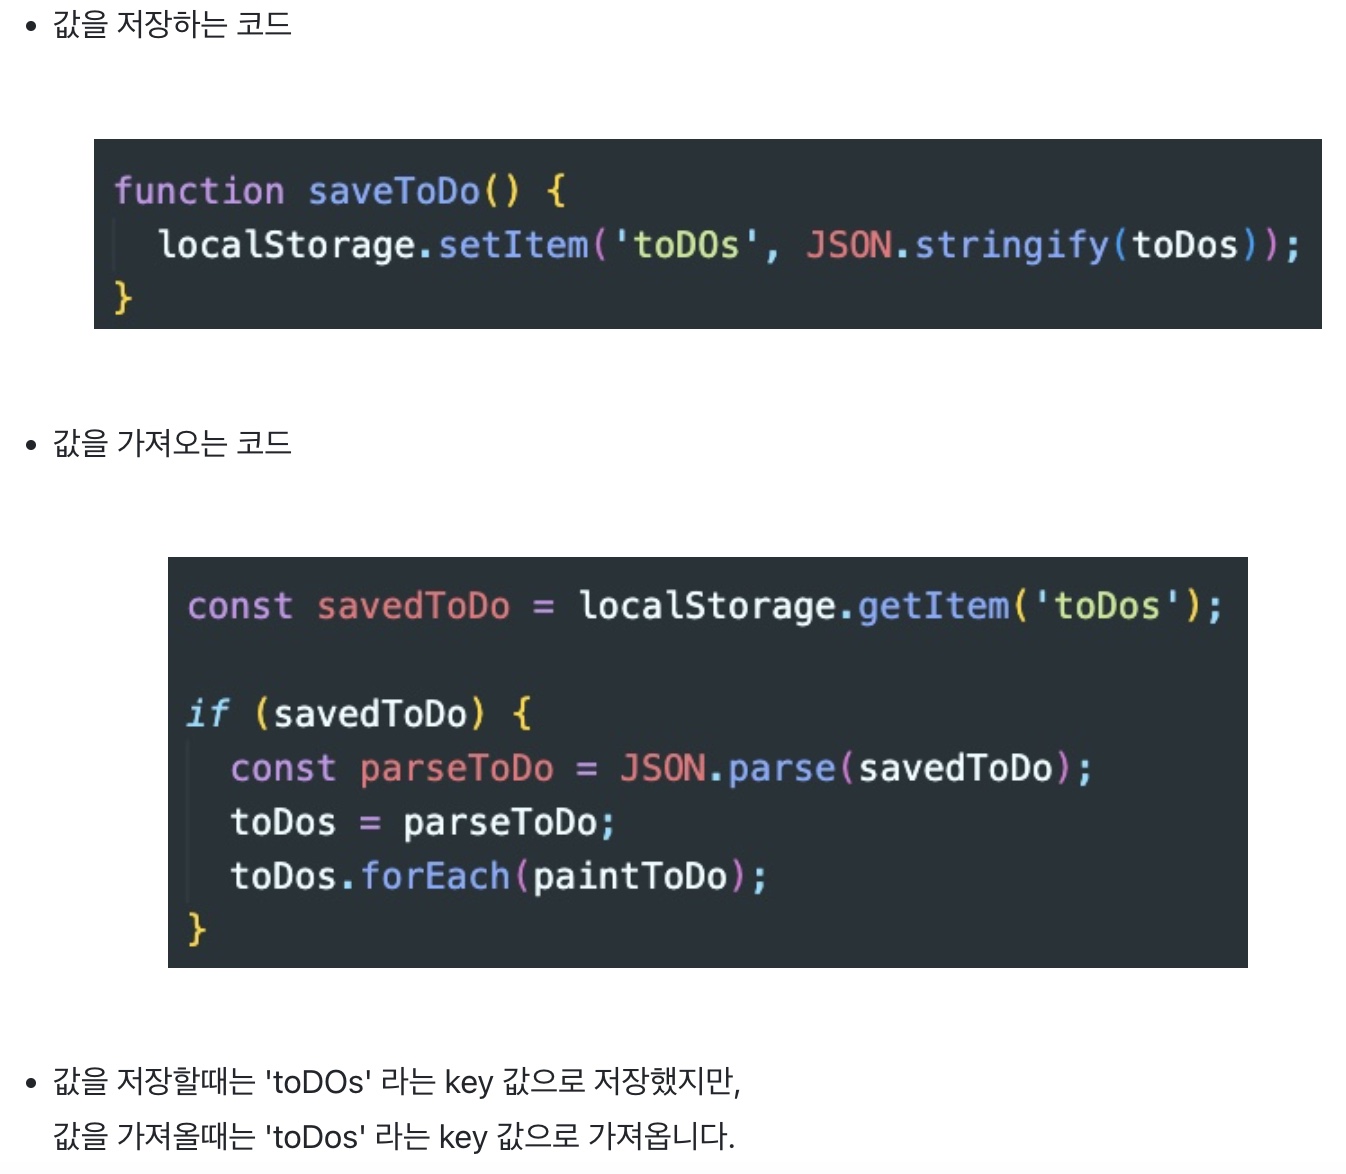 • 값을 저장하는 코드
function saveToDo() {
  localStorage.setItem('toDOs', JSON.stringify(toDos));
}
• 값을 가져오는 코드
const savedToDo = localStorage.getItem('toDos');
if (savedToDo) {
  const parseToDo = JSON.parse(savedToDo);
  toDos = parseToDo;
  toDos.forEach(paintToDo);
}
• 값을 저장할때는 'toDOs' 라는 key 값으로 저장했지만,
값을 가져올때는 'toDos' 라는 key 값으로 가져옵니다.